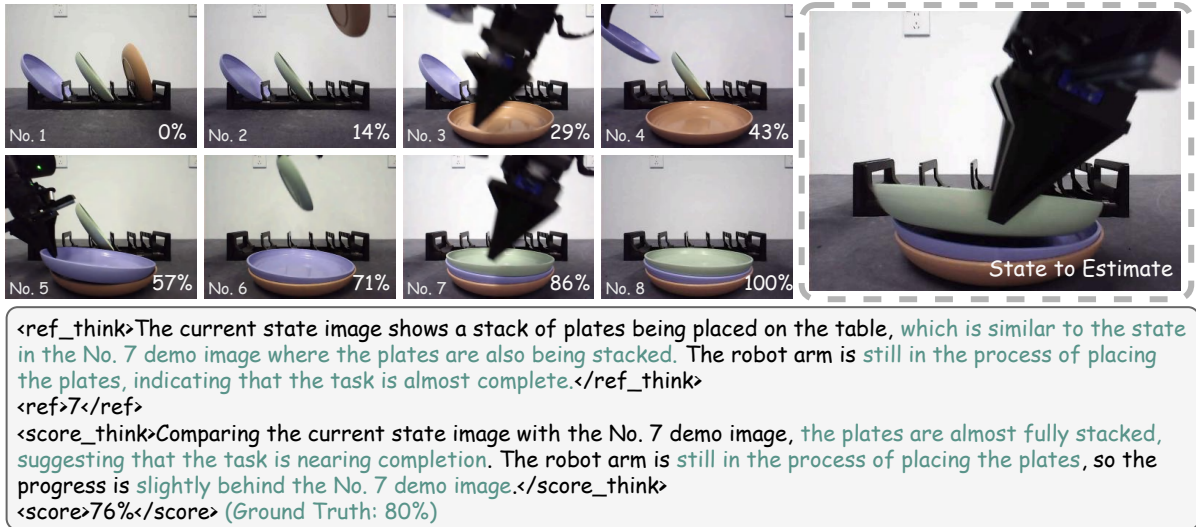 No. 1 0%
No. 2 14%
No. 3 29%
No. 4 43%
No. 5 57%
No. 6 71%
No. 7 86%
No. 8 100%
State to Estimate
<ref_think>The current state image shows a stack of plates being placed on the table, which is similar to the state
in the No. 7 demo image where the plates are also being stacked. The robot arm is still in the process of placing
the plates, indicating that the task is almost complete.</ref_think>
<ref>7</ref>
<score_think>Comparing the current state image with the No. 7 demo image, the plates are almost fully stacked,
suggesting that the task is nearing completion. The robot arm is still in the process of placing the plates, so the
progress is slightly behind the No. 7 demo image.</score_think>
<score>76%</score> (Ground Truth: 80%)